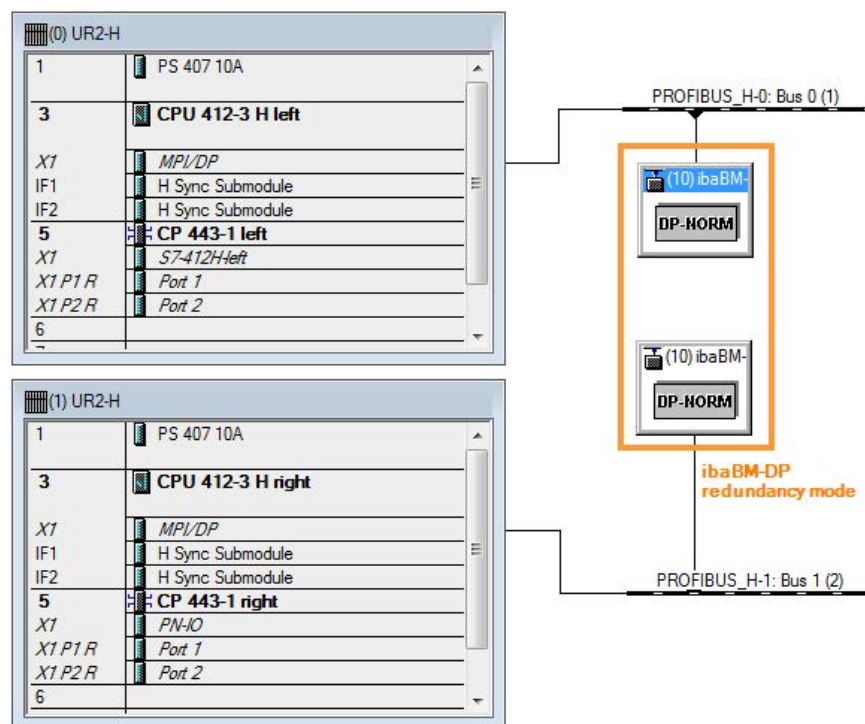 (0) UR2-H
1 PS 407 10A
3 CPU 412-3 H left
X1 MPI/DP
IF1 H Sync Submodule
IF2 H Sync Submodule
5 CP 443-1 left
X1 S7-412H-left
X1 P1 R Port 1
X1 P2 R Port 2
6
PROFIBUS_H-0: Bus 0 (1)
(10) ibaBM-
DP-NORM
(10) ibaBM-
DP-NORM
ibaBM-DP
redundancy mode
(1) UR2-H
1 PS 407 10A
3 CPU 412-3 H right
X1 MPI/DP
IF1 H Sync Submodule
IF2 H Sync Submodule
5 CP 443-1 right
X1 PN-IO
X1 P1 R Port 1
X1 P2 R Port 2
6
PROFIBUS_H-1: Bus 1 (2)